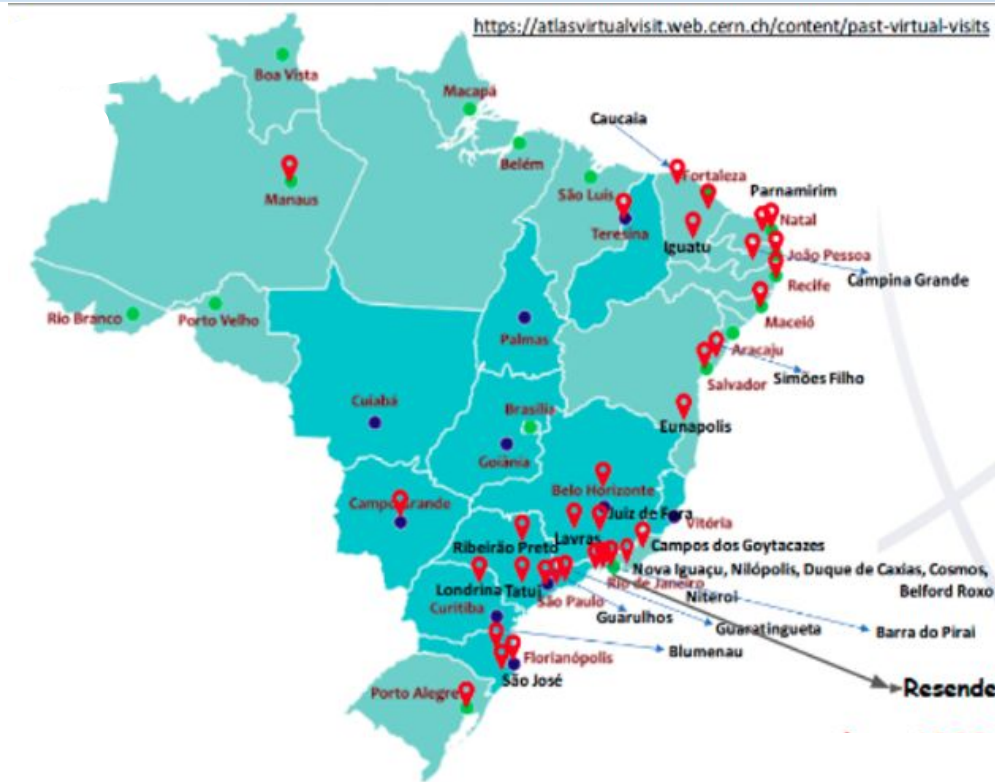 https://atlasvirtualvisit.web.cern.ch/content/past-virtual-visits
Boa Vista
Macapá
Caucaia
Belém
Fortaleza
São Luis
Parnamirim
Manaus
Natal
Teresina
Iguatu
João Pessoa
Campina Grande
Recife
Rio Branco
Porto Velho
Maceió
Palmas
Aracaju
Simões Filho
Salvador
Cuiabá
Brasília
Eunapolis
Goiânia
Belo Horizonte
Campo Grande
Juiz de Fora
Vitória
Lavras
Ribeirão Preto
Campos dos Goytacazes
Nova Iguaçu, Nilópolis, Duque de Caxias, Cosmos,
Belford Roxo
Rio de Janeiro
Londrina
Tatuí
Niteroi
São Paulo
Curitiba
Guarulhos
Guaratingueta
Barra do Pirai
Blumenau
Florianópolis
São José
Resende
Porto Alegre